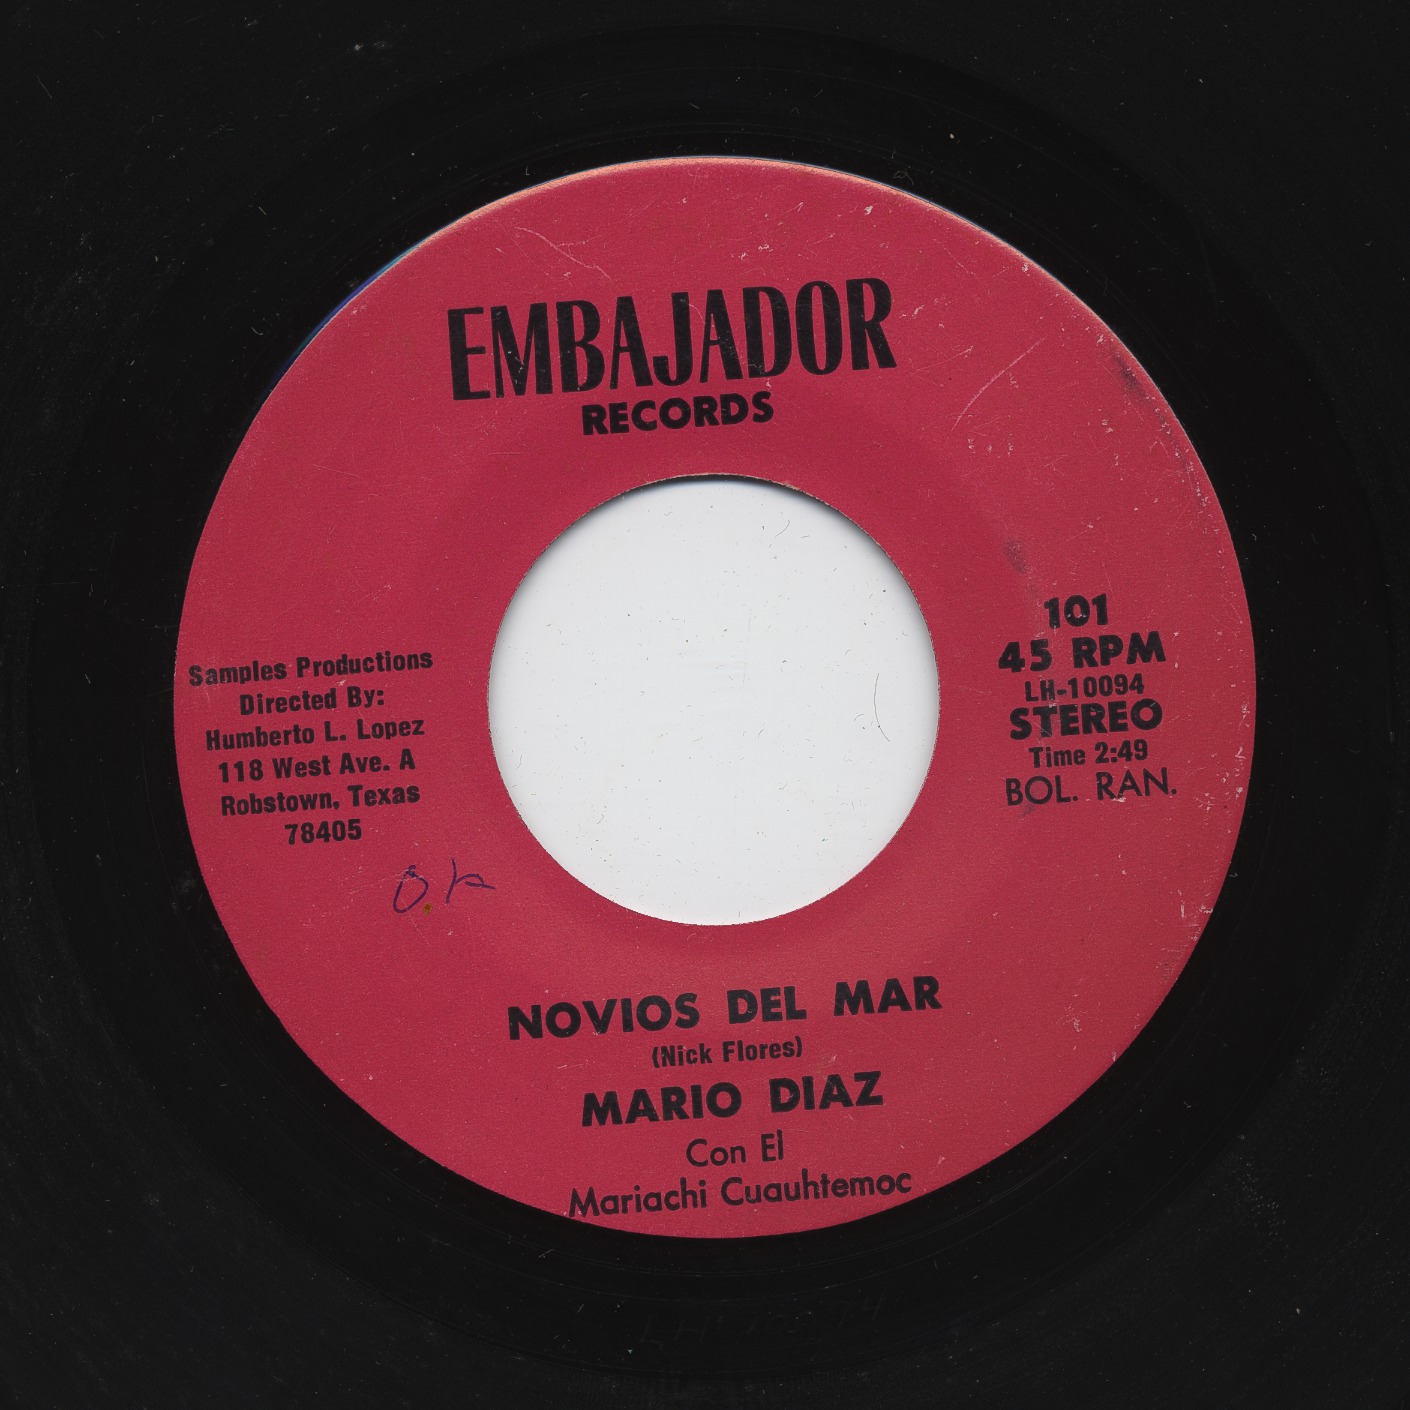 EMBAJADOR
RECORDS
Samples Productions
Directed By:
Humberto L. Lopez
118 West Ave. A
Robstown, Texas
78405
O.K
101
45 RPM
LH-10094
STEREO
Time 2:49
BOL. RAN.
NOVIOS DEL MAR
(Nick Flores)
MARIO DIAZ
Con El
Mariachi Cuauhtemoc